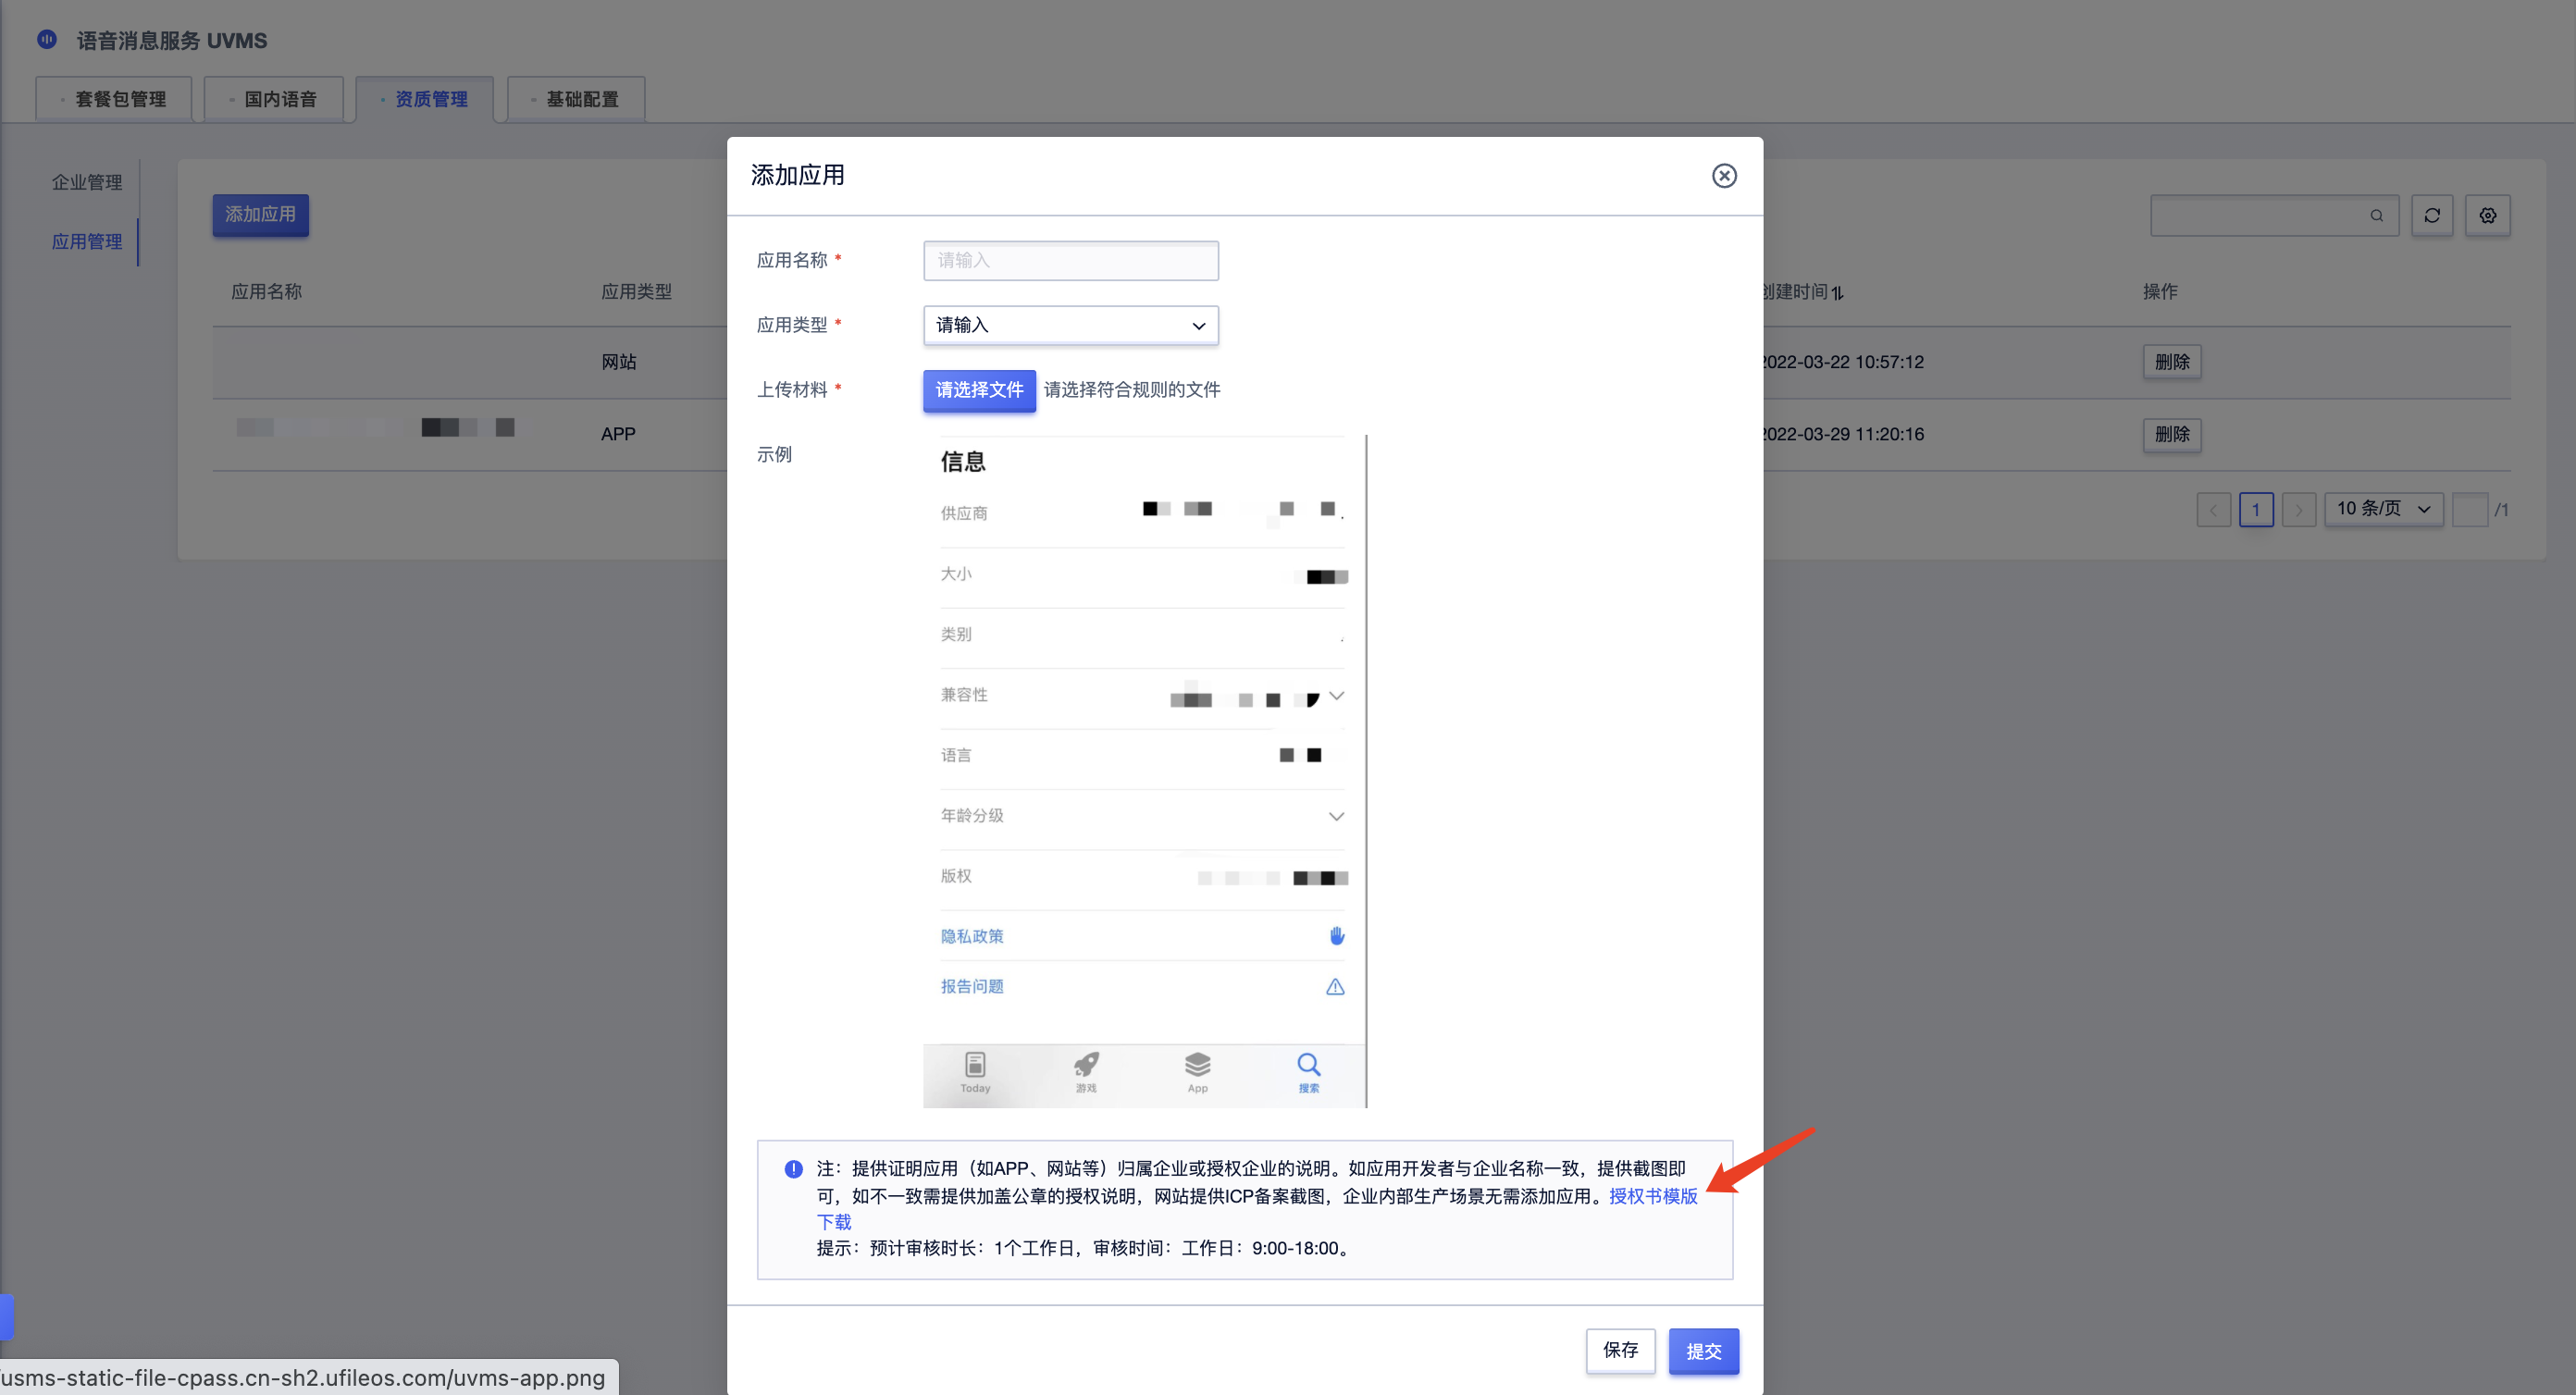 语音消息服务 UVMS
套餐包管理
国内语音
资质管理
基础配置
企业管理
应用管理
添加应用
应用名称
应用类型
创建时间
操作
网站
2022-03-22 10:57:12
删除
APP
2022-03-29 11:20:16
删除
1
10 条/页
/1
添加应用
应用名称 *
请输入
应用类型 *
请输入
上传材料 *
请选择文件
请选择符合规则的文件
示例
信息
供应商
大小
类别
兼容性
语言
年龄分级
版权
隐私政策
报告问题
Today
游戏
App
搜索
注：提供证明应用（如APP、网站等）归属企业或授权企业的说明。如应用开发者与企业名称一致，提供截图即
可，如不一致需提供加盖公章的授权说明，网站提供ICP备案截图，企业内部生产场景无需添加应用。授权书模版
下载
提示：预计审核时长：1个工作日，审核时间：工作日：9:00-18:00。
保存
提交
usms-static-file-cpass.cn-sh2.ufileos.com/uvms-app.png